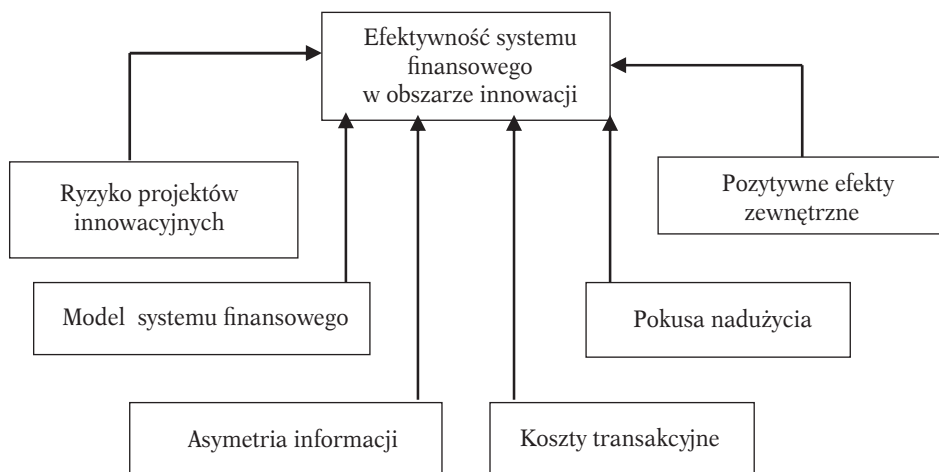 Efektywność systemu
finansowego
w obszarze innowacji
Ryzyko projektów
innowacyjnych
Pozytywne efekty
zewnętrzne
Model systemu finansowego
Pokusa nadużycia
Asymetria informacji
Koszty transakcyjne